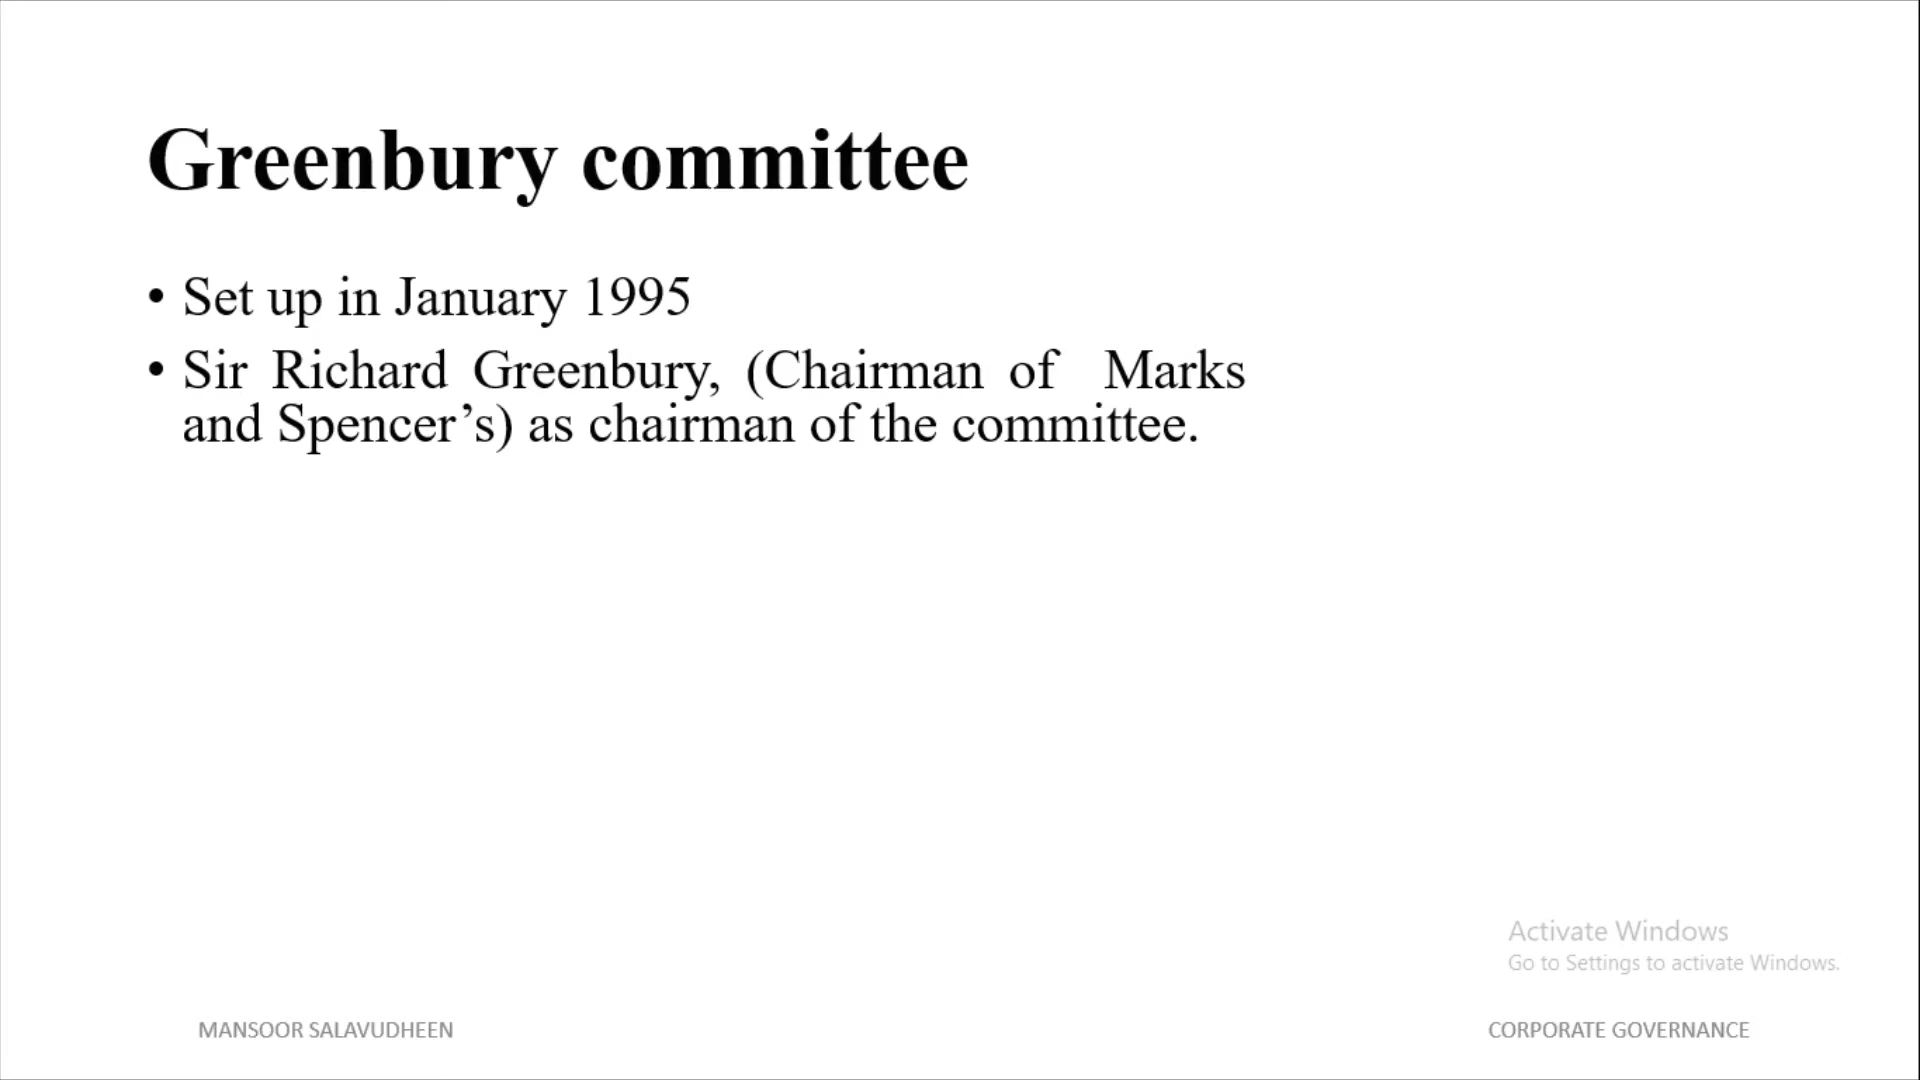 Greenbury committee
• Set up in January 1995
• Sir Richard Greenbury, (Chairman of Marks
and Spencer’s) as chairman of the committee.
Activate Windows
Go to Settings to activate Windows.
MANSOOR SALAVUDHEEN
CORPORATE GOVERNANCE